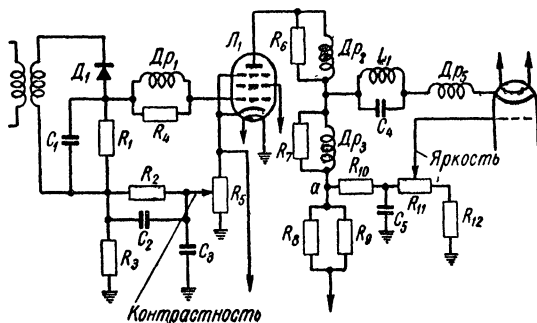 Л₁
R₆
Др₂
Др₁
L₁₁
Др₅
Д₁
C₁
R₁
R₄
C₄
R₇
Др₃
Яркость
R₂
R₅
а
R₁₀
R₁₁
C₂
C₅
R₁₂
R₃
C₃
R₈
R₉
Контрастность